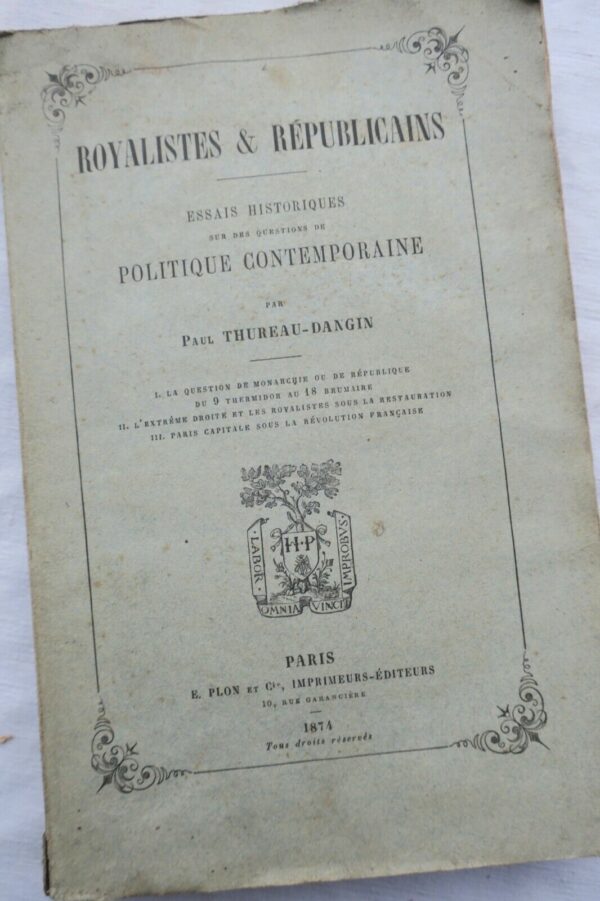 ROYALISTES & RÉPUBLICAINS
ESSAIS HISTORIQUES
SUR DES QUESTIONS DE
POLITIQUE CONTEMPORAINE
PAR
PAUL THUREAU-DANGIN
I. LA QUESTION DE MONARCHIE OU DE RÉPUBLIQUE
DU 9 THERMIDOR AU 18 BRUMAIRE
II. L'EXTRÊME DROITE ET LES ROYALISTES SOUS LA RESTAURATION
III. PARIS CAPITALE SOUS LA RÉVOLUTION FRANÇAISE
H·P
LABOR
OMNIA VINCIT
IMPROBVS
PARIS
E. PLON ET Cie, IMPRIMEURS-ÉDITEURS
10, RUE GARANCIÈRE
1874
Tous droits réservés